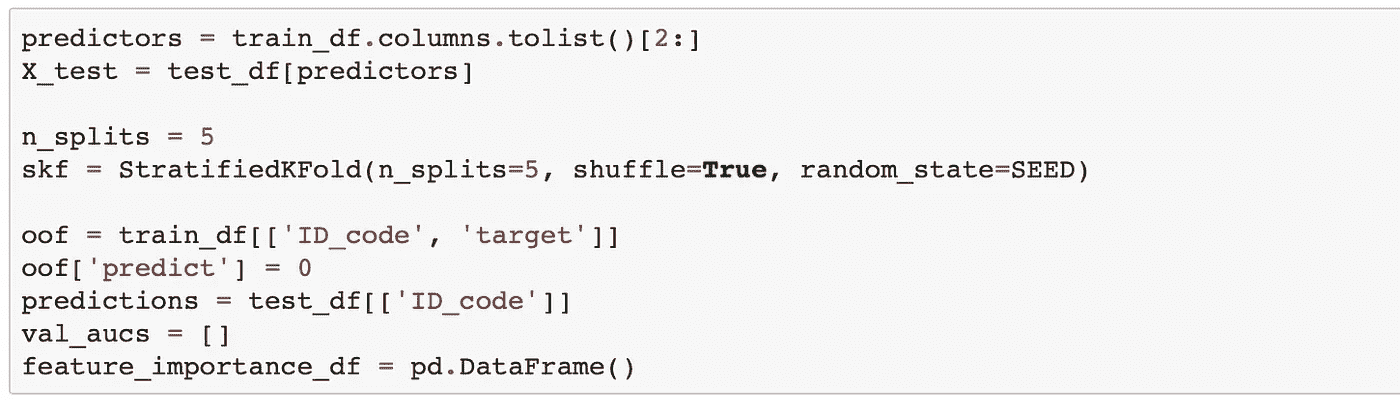 predictors = train_df.columns.tolist()[2:]
X_test = test_df[predictors]
n_splits = 5
skf = StratifiedKFold(n_splits=5, shuffle=True, random_state=SEED)
oof = train_df[['ID_code', 'target']]
oof['predict'] = 0
predictions = test_df[['ID_code']]
val_aucs = []
feature_importance_df = pd.DataFrame()